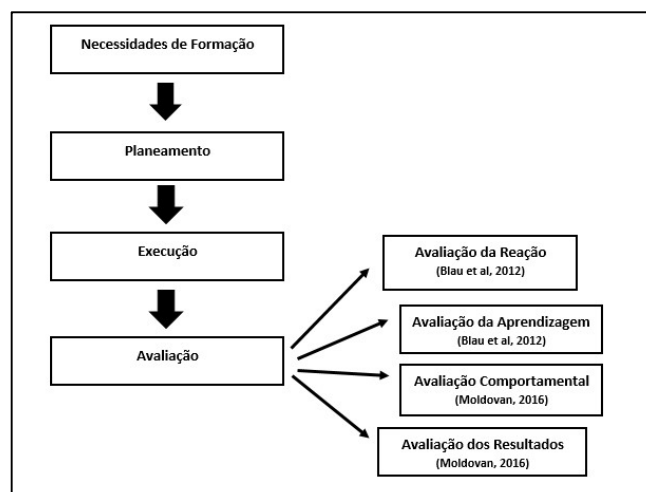 Necessidades de Formação
Planeamento
Execução
Avaliação
Avaliação da Reação
(Blau et al, 2012)
Avaliação da Aprendizagem
(Blau et al, 2012)
Avaliação Comportamental
(Moldovan, 2016)
Avaliação dos Resultados
(Moldovan, 2016)